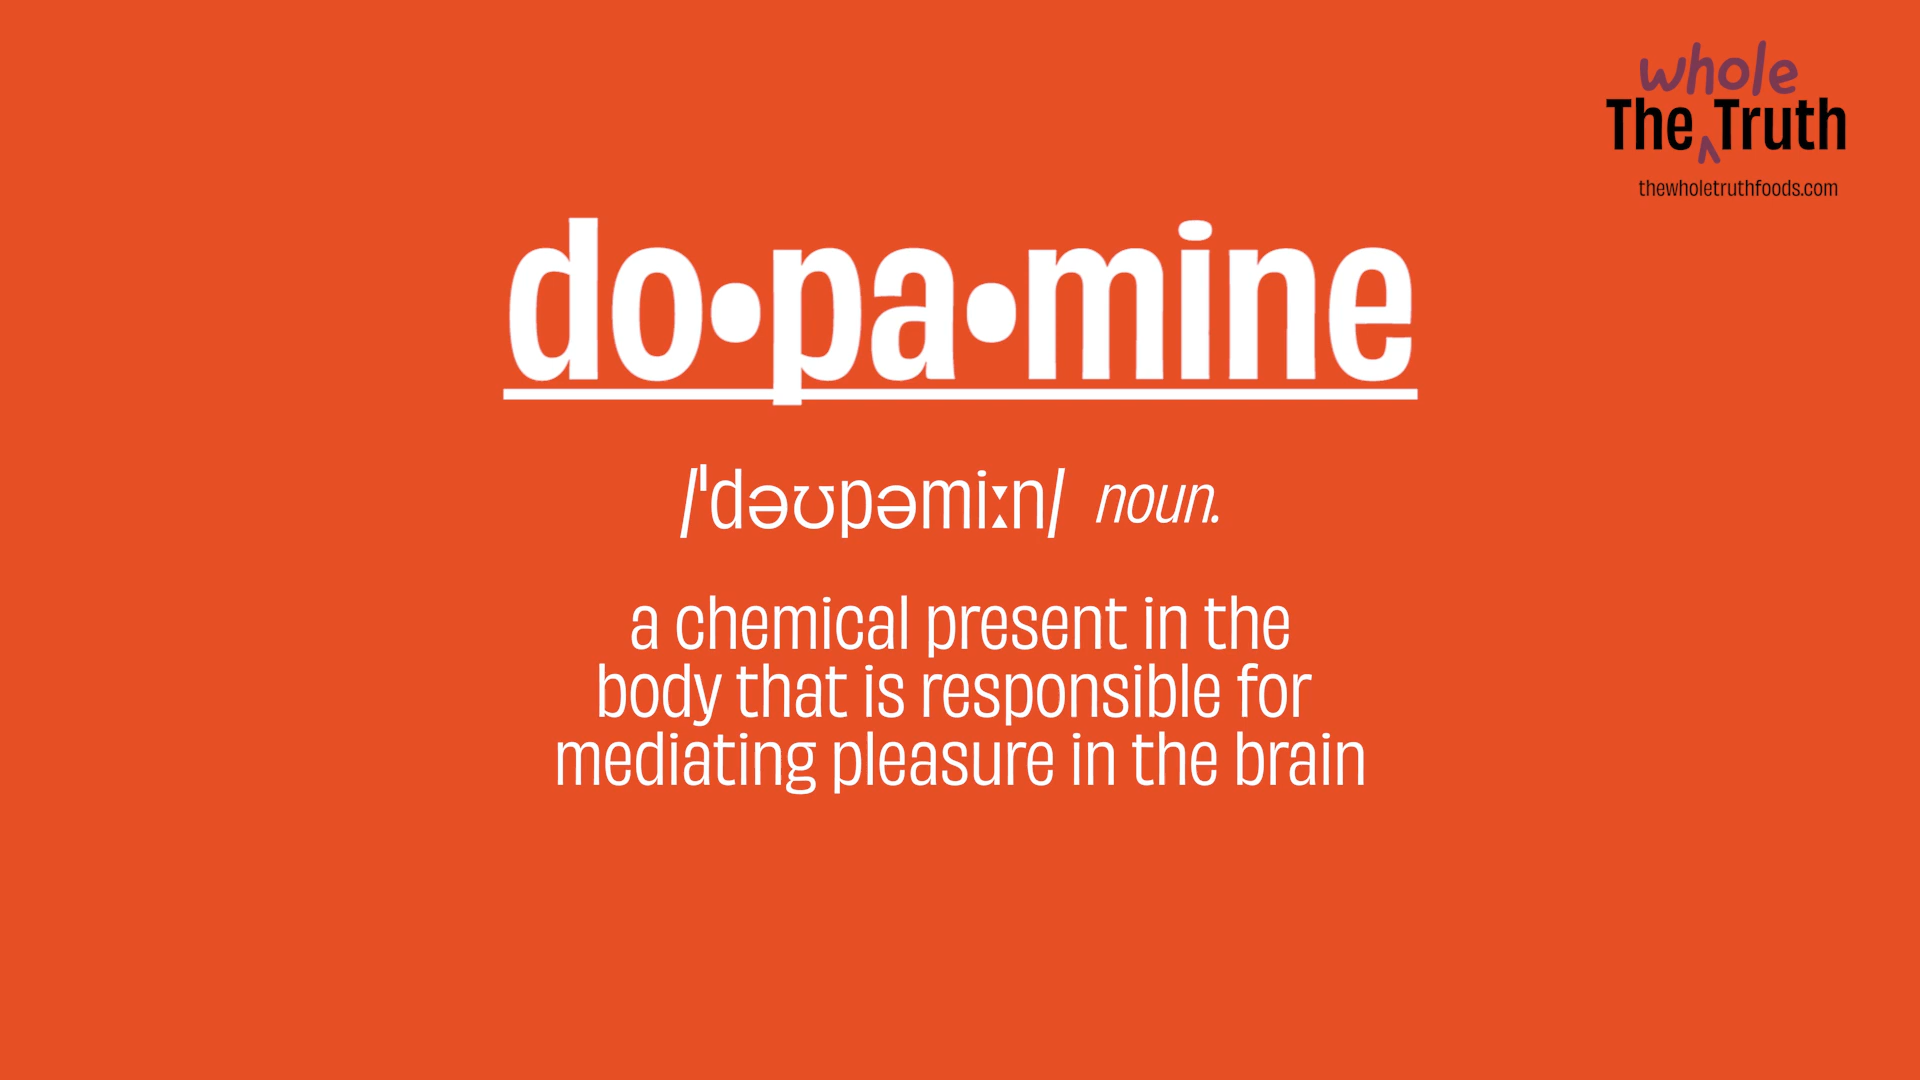 whole
The ^ Truth
thewholetruthfoods.com
do•pa•mine
/ˈdəʊpəmiːn/ noun.
a chemical present in the
body that is responsible for
mediating pleasure in the brain